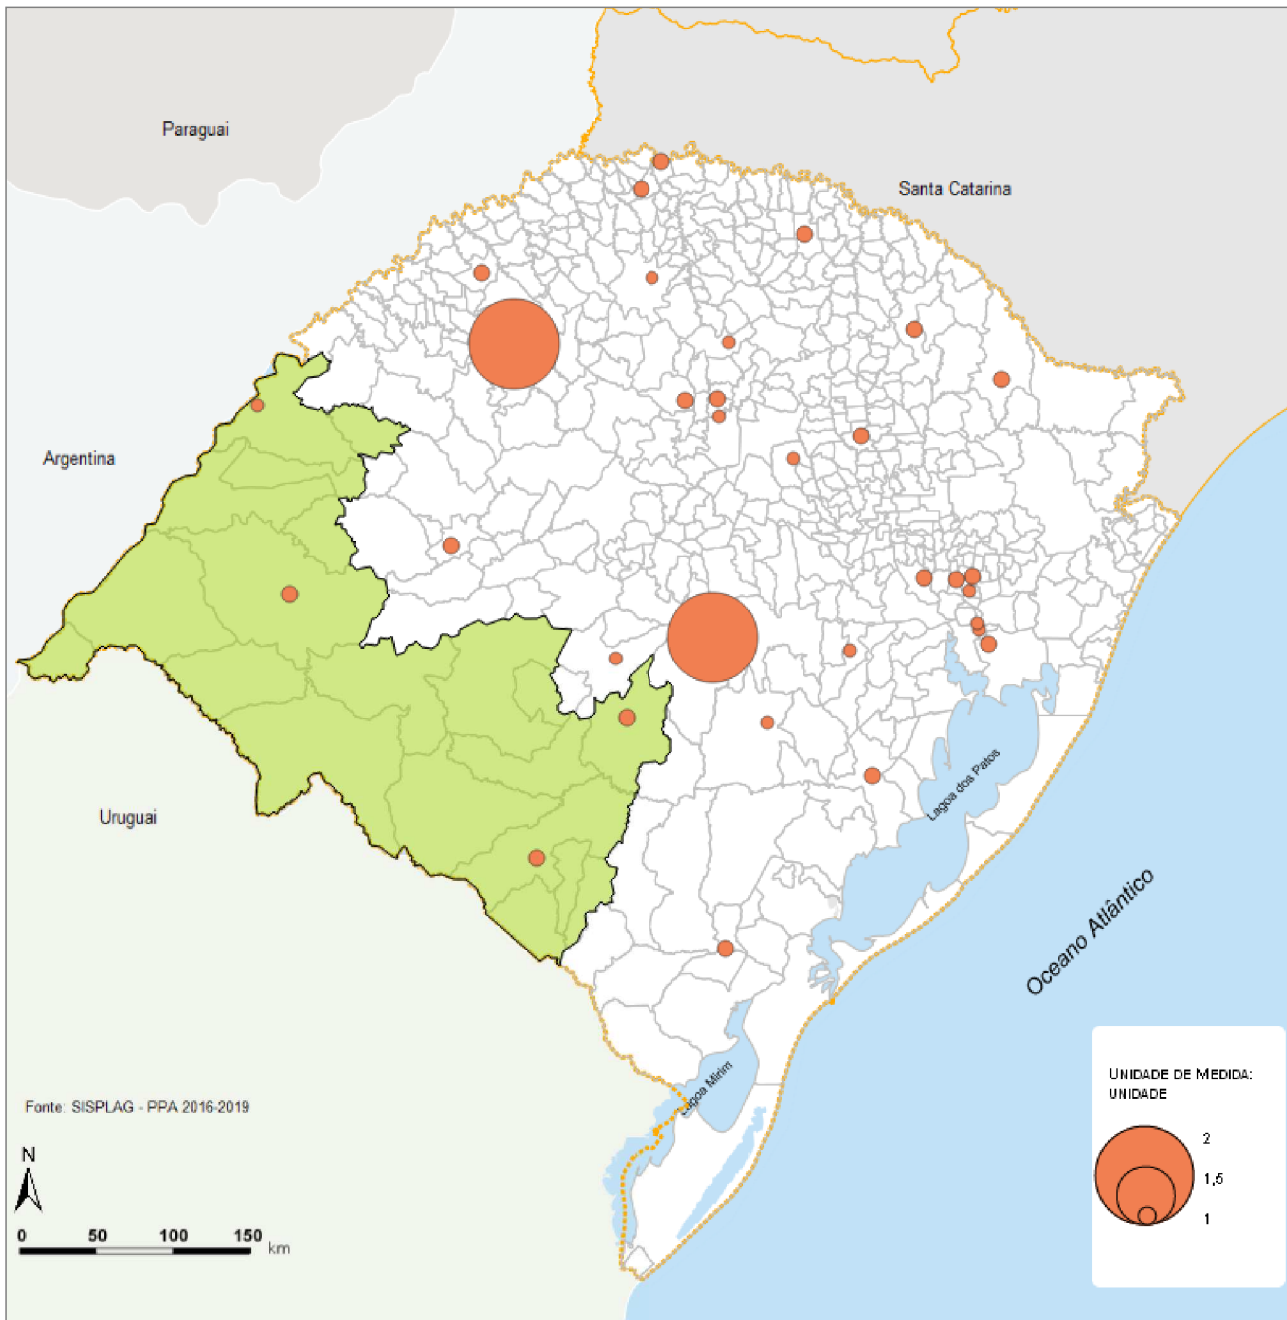 Paraguai
Santa Catarina
Argentina
Uruguai
Lagoa dos Patos
Oceano Atlântico
Lagoa Mirim
Fonte: SISPLAG - PPA 2016-2019
N
0 50 100 150
km
UNIDADE DE MEDIDA:
UNIDADE
2
1,5
1